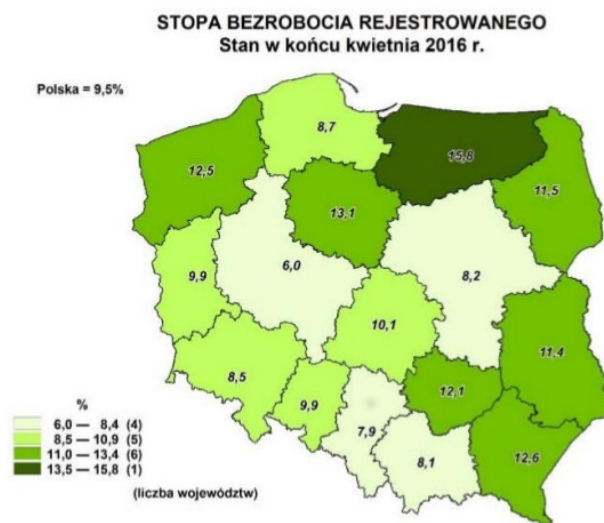 STOPA BEZROBOCIA REJESTROWANEGO
Stan w końcu kwietnia 2016 r.
Polska = 9,5%
8,7
15,8
12,5
11,5
13,1
6,0
8,2
9,9
10,1
11,4
8,5
12,1
9,9
7,9
8,1
12,6
%
6,0 — 8,4 (4)
8,5 — 10,9 (5)
11,0 — 13,4 (6)
13,5 — 15,8 (1)
(liczba województw)